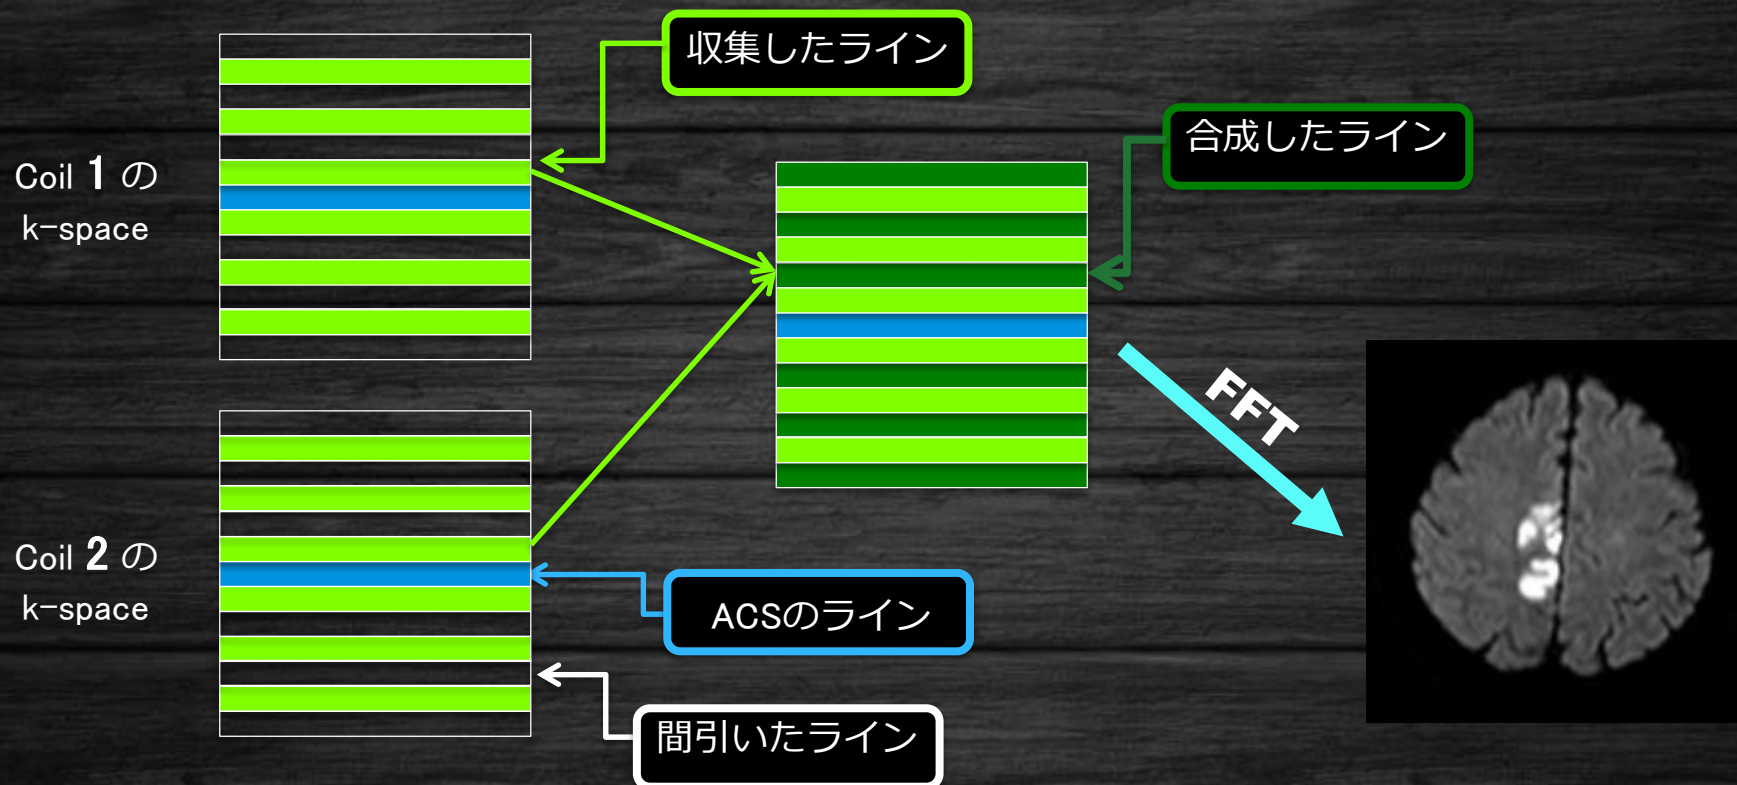 収集したライン
合成したライン
Coil 1 の
k-space
FFT
Coil 2 の
k-space
ACSのライン
間引いたライン